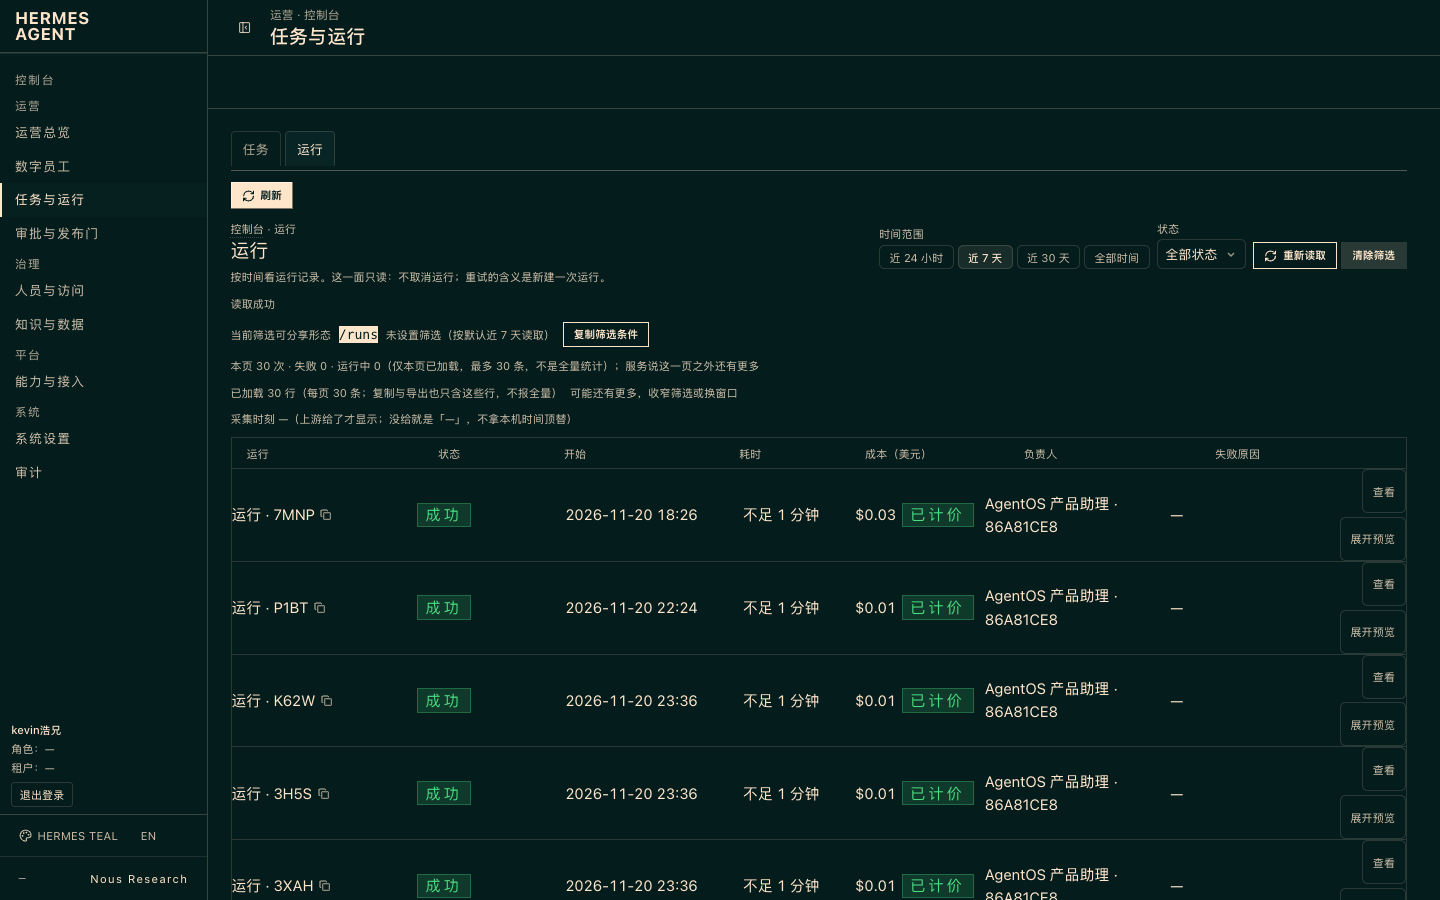 HERMES
AGENT
控制台
运营
运营总览
数字员工
任务与运行
审批与发布门
治理
人员与访问
知识与数据
平台
能力与接入
系统
系统设置
审计
kevin浩兄
角色: —
租户: —
退出登录
HERMES TEAL EN
— Nous Research
运营 · 控制台
任务与运行
任务 运行
刷新
控制台 · 运行
运行
按时间看运行记录。这一面只读：不取消运行；重试的含义是新建一次运行。
时间范围
近 24 小时 近 7 天 近 30 天 全部时间
状态
全部状态
重新读取 清除筛选
读取成功
当前筛选可分享形态 /runs 未设置筛选（按默认近 7 天读取） 复制筛选条件
本页 30 次 · 失败 0 · 运行中 0（仅本页已加载，最多 30 条，不是全量统计）；服务说这一页之外还有更多
已加载 30 行（每页 30 条；复制与导出也只含这些行，不报全量） 可能还有更多，收窄筛选或换窗口
采集时刻 —（上游给了才显示；没给就是「—」，不拿本机时间顶替）
运行 状态 开始 耗时 成本（美元） 负责人 失败原因
运行 · 7MNP 成功 2026-11-20 18:26 不足 1 分钟 $0.03 已计价 AgentOS 产品助理 ·
86A81CE8 — 查看
展开预览
运行 · P1BT 成功 2026-11-20 22:24 不足 1 分钟 $0.01 已计价 AgentOS 产品助理 ·
86A81CE8 — 查看
展开预览
运行 · K62W 成功 2026-11-20 23:36 不足 1 分钟 $0.01 已计价 AgentOS 产品助理 ·
86A81CE8 — 查看
展开预览
运行 · 3H5S 成功 2026-11-20 23:36 不足 1 分钟 $0.01 已计价 AgentOS 产品助理 ·
86A81CE8 — 查看
展开预览
运行 · 3XAH 成功 2026-11-20 23:36 不足 1 分钟 $0.01 已计价 AgentOS 产品助理 ·
86A81CE8 — 查看